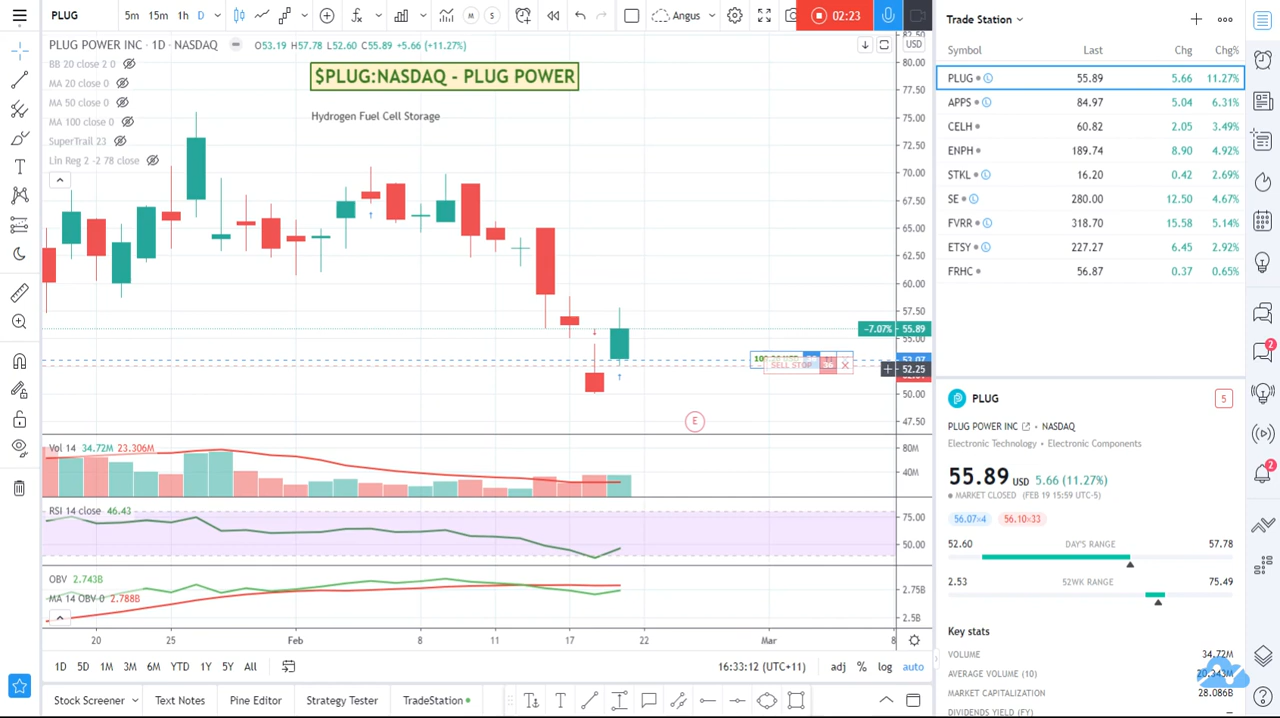 PLUG 5m 15m 1h D Angus 02:23
PLUG POWER INC • 1D • NASDAQ O53.19 H57.78 L52.60 C55.89 +5.66 (+11.27%)
BB 20 close 2 0
MA 20 close 0
MA 50 close 0
MA 100 close 0
SuperTrail 23
Lin Reg 2 -2 78 close
$PLUG:NASDAQ - PLUG POWER
Hydrogen Fuel Cell Storage
USD
82.50
80.00
77.50
75.00
72.50
70.00
67.50
65.00
62.50
60.00
57.50
-7.07% 55.89
55.00
52.07
SELL STOP 36
52.25
50.00
47.50
E
Vol 14 34.72M 23.306M
80M
40M
RSI 14 close 46.43
75.00
50.00
OBV 2.743B
MA 14 OBV 0 2.788B
2.75B
2.5B
20 25 Feb 8 11 17 22 Mar 8
1D 5D 1M 3M 6M YTD 1Y 5Y All 16:33:12 (UTC+11) adj % log auto
Stock Screener Text Notes Pine Editor Strategy Tester TradeStation
Trade Station
Symbol Last Chg Chg%
PLUG L 55.89 5.66 11.27%
APPS L 84.97 5.04 6.31%
CELH 60.82 2.05 3.49%
ENPH 189.74 8.90 4.92%
STKL L 16.20 0.42 2.69%
SE L 280.00 12.50 4.67%
FVRR L 318.70 15.58 5.14%
ETSY L 227.27 6.45 2.92%
FRHC 56.87 0.37 0.65%
PLUG 5
PLUG POWER INC • NASDAQ
Electronic Technology • Electronic Components
55.89 USD 5.66 (11.27%)
MARKET CLOSED (FEB 19 15:59 UTC-5)
56.07×4 56.10×33
52.60 DAY'S RANGE 57.78
2.53 52WK RANGE 75.49
Key stats
VOLUME 34.72M
AVERAGE VOLUME (10) 20.343M
MARKET CAPITALIZATION 28.086B
DIVIDENDS YIELD (FY) —
2
2